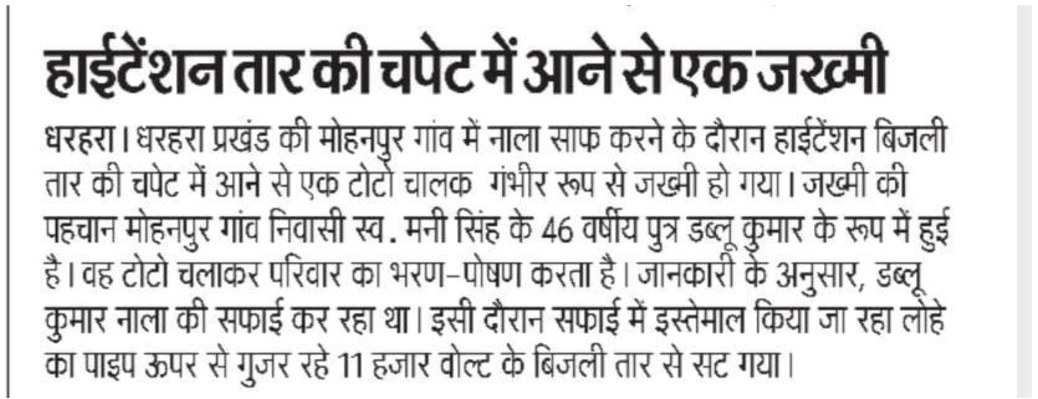 हाईटेंशन तार की चपेट में आने से एक जख्मी
धरहरा। धरहरा प्रखंड की मोहनपुर गांव में नाला साफ करने के दौरान हाईटेंशन बिजली
तार की चपेट में आने से एक टोटो चालक गंभीर रूप से जख्मी हो गया। जख्मी की
पहचान मोहनपुर गांव निवासी स्व. मनी सिंह के 46 वर्षीय पुत्र डब्लू कुमार के रूप में हुई
है। वह टोटो चलाकर परिवार का भरण-पोषण करता है। जानकारी के अनुसार, डब्लू
कुमार नाला की सफाई कर रहा था। इसी दौरान सफाई में इस्तेमाल किया जा रहा लोहे
का पाइप ऊपर से गुजर रहे 11 हजार वोल्ट के बिजली तार से सट गया।